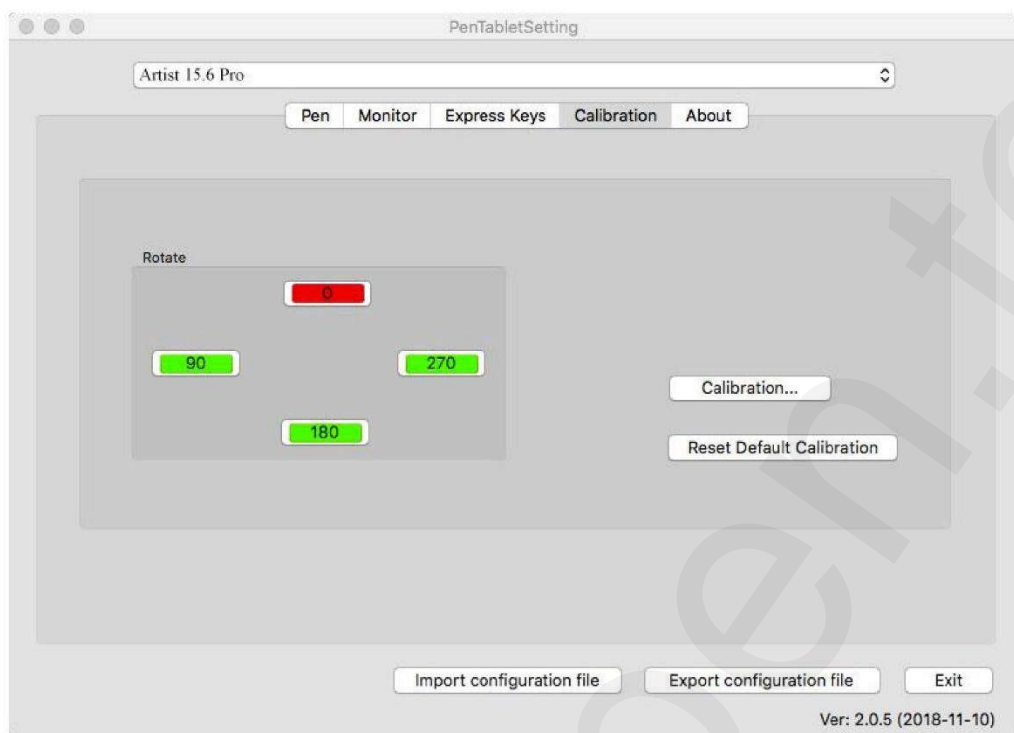 PenTabletSetting
Artist 15.6 Pro
Pen Monitor Express Keys Calibration About
Rotate
0
90 270
Calibration...
180
Reset Default Calibration
Import configuration file Export configuration file Exit
Ver: 2.0.5 (2018-11-10)